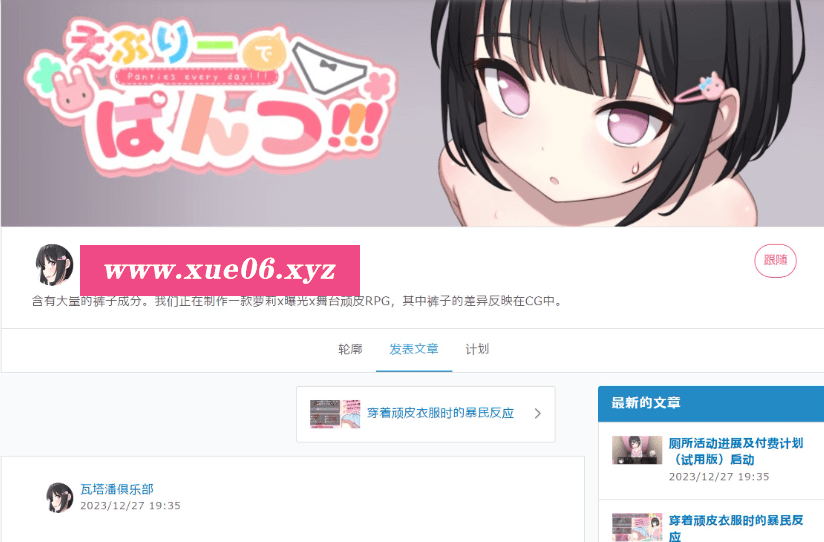 えぶりーで
Panties every day!!!
ぱんつ!!!
www.xue06.xyz
跟随
含有大量的裤子成分。我们正在制作一款萝莉x曝光x舞台顽皮RPG，其中裤子的差异反映在CG中。
轮廓 发表文章 计划
穿着顽皮衣服时的暴民反应
最新的文章
厕所活动进展及付费计划
（试用版）启动
2023/12/27 19:35
瓦塔潘俱乐部
2023/12/27 19:35
穿着顽皮衣服时的暴民反
应